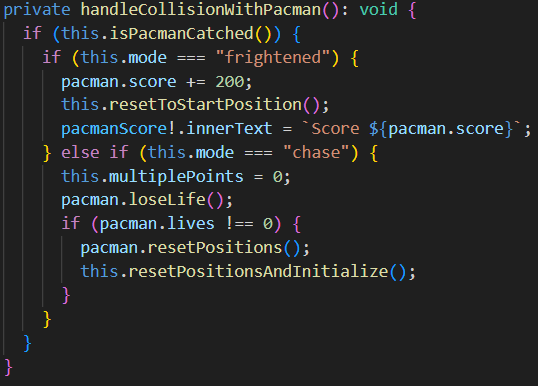 private handleCollisionWithPacman(): void {
if (this.isPacmanCatched()) {
if (this.mode === "frightened") {
pacman.score += 200;
this.resetToStartPosition();
pacmanScore!.innerText = `Score ${pacman.score}`;
} else if (this.mode === "chase") {
this.multiplePoints = 0;
pacman.loseLife();
if (pacman.lives !== 0) {
pacman.resetPositions();
this.resetPositionsAndInitialize();
}
}
}
}